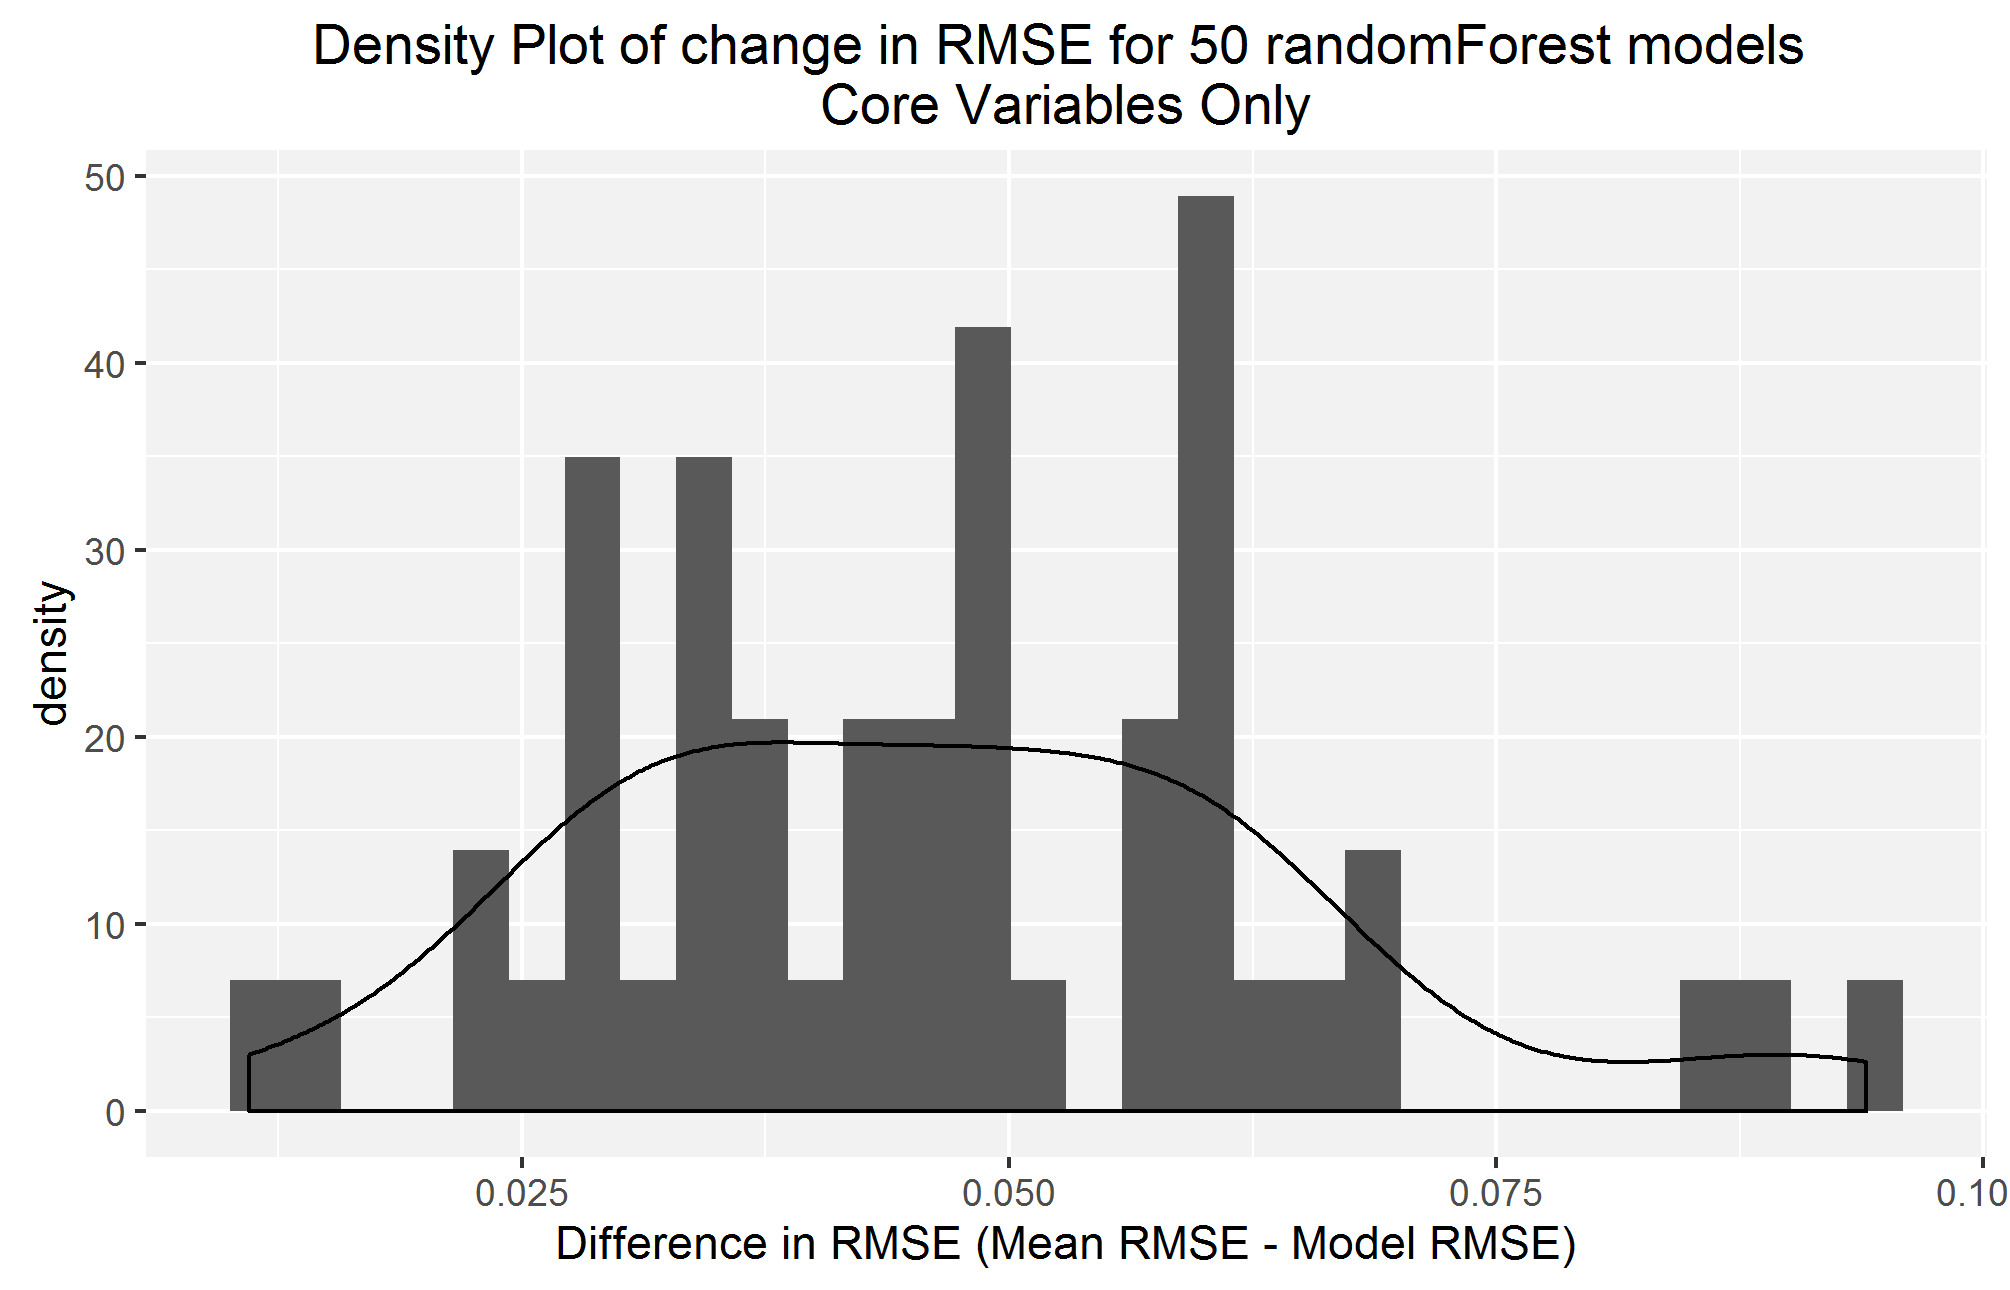 Density Plot of change in RMSE for 50 randomForest models
Core Variables Only
density
50
40
30
20
10
0
0.025
0.050
0.075
0.10
Difference in RMSE (Mean RMSE - Model RMSE)